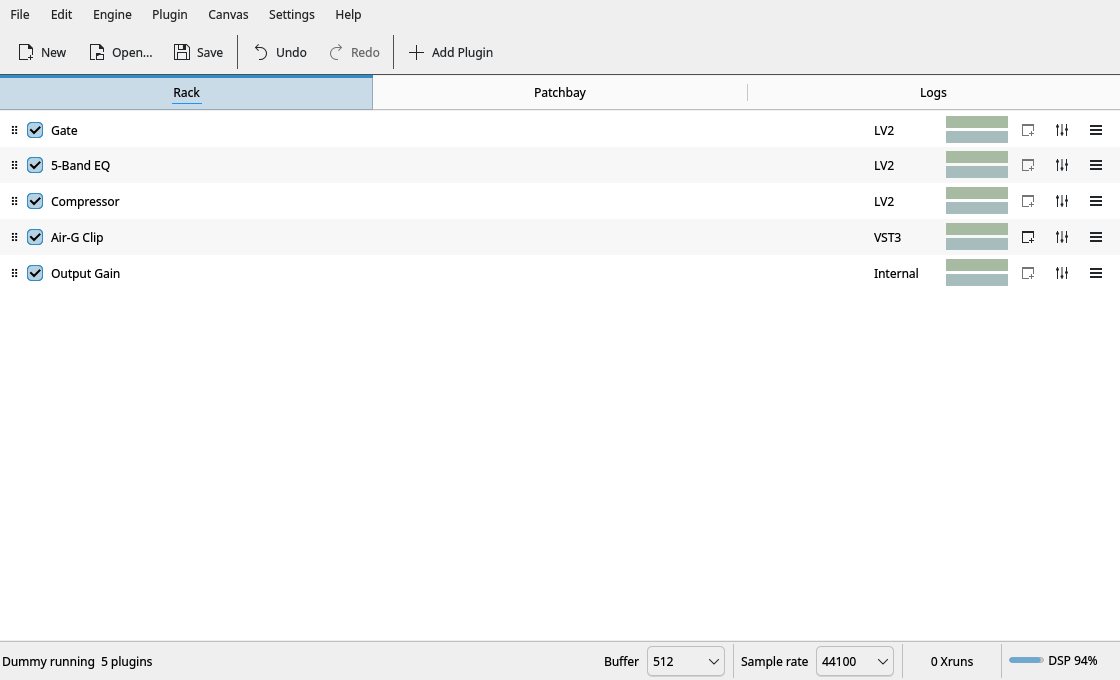 File Edit Engine Plugin Canvas Settings Help
New Open... Save Undo Redo Add Plugin
Rack Patchbay Logs
Gate LV2
5-Band EQ LV2
Compressor LV2
Air-G Clip VST3
Output Gain Internal
Dummy running 5 plugins Buffer 512 Sample rate 44100 0 Xruns DSP 94%